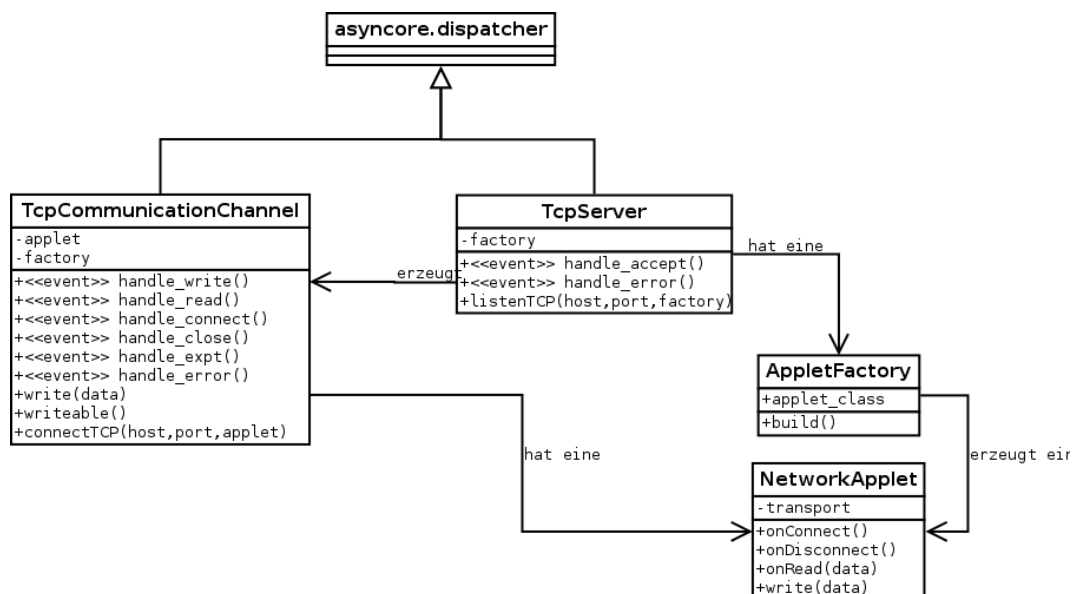 asyncore.dispatcher
TcpCommunicationChannel
-applet
-factory
+<<event>> handle_write()
+<<event>> handle_read()
+<<event>> handle_connect()
+<<event>> handle_close()
+<<event>> handle_expt()
+<<event>> handle_error()
+write(data)
+writeable()
+connectTCP(host,port,applet)
erzeugt
TcpServer
-factory
+<<event>> handle_accept()
+<<event>> handle_error()
+listenTCP(host,port,factory)
hat eine
AppletFactory
+applet_class
+build()
hat eine
erzeugt ein
NetworkApplet
-transport
+onConnect()
+onDisconnect()
+onRead(data)
+write(data)